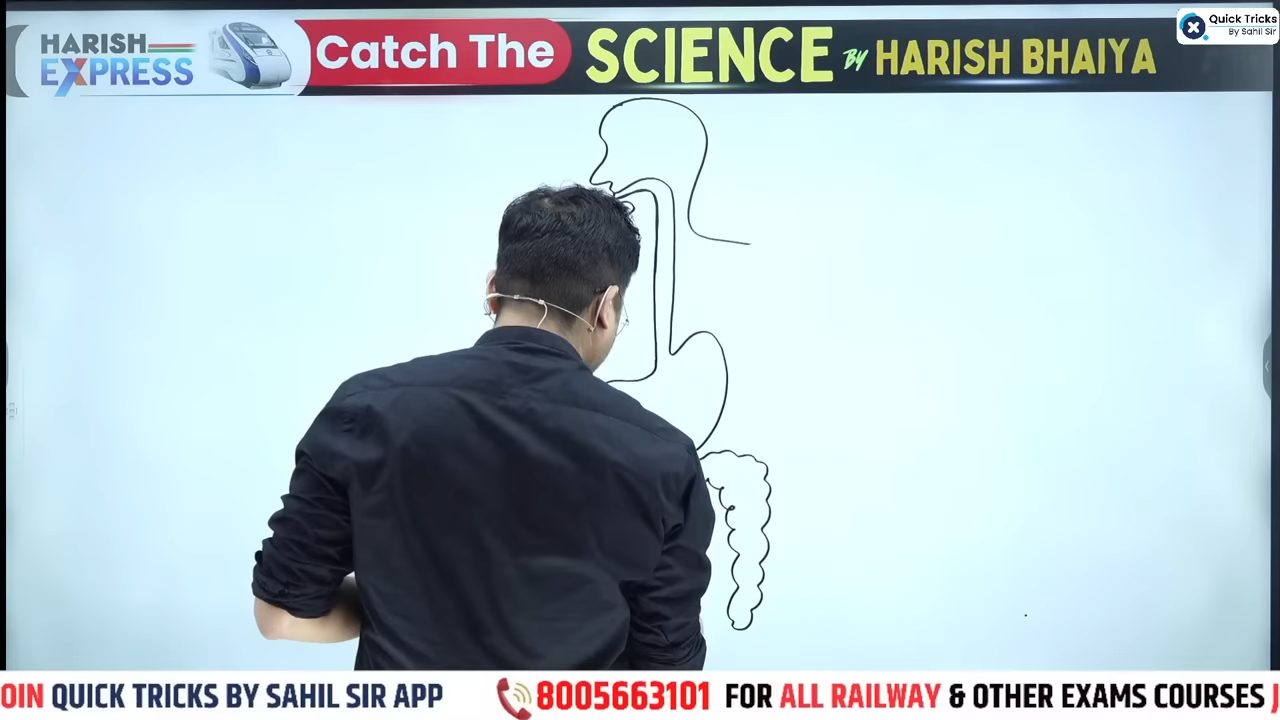 HARISH
EXPRESS
Catch The SCIENCE BY HARISH BHAIYA
Quick Tricks
By Sahil Sir
OIN QUICK TRICKS BY SAHIL SIR APP 8005663101 FOR ALL RAILWAY & OTHER EXAMS COURSES J